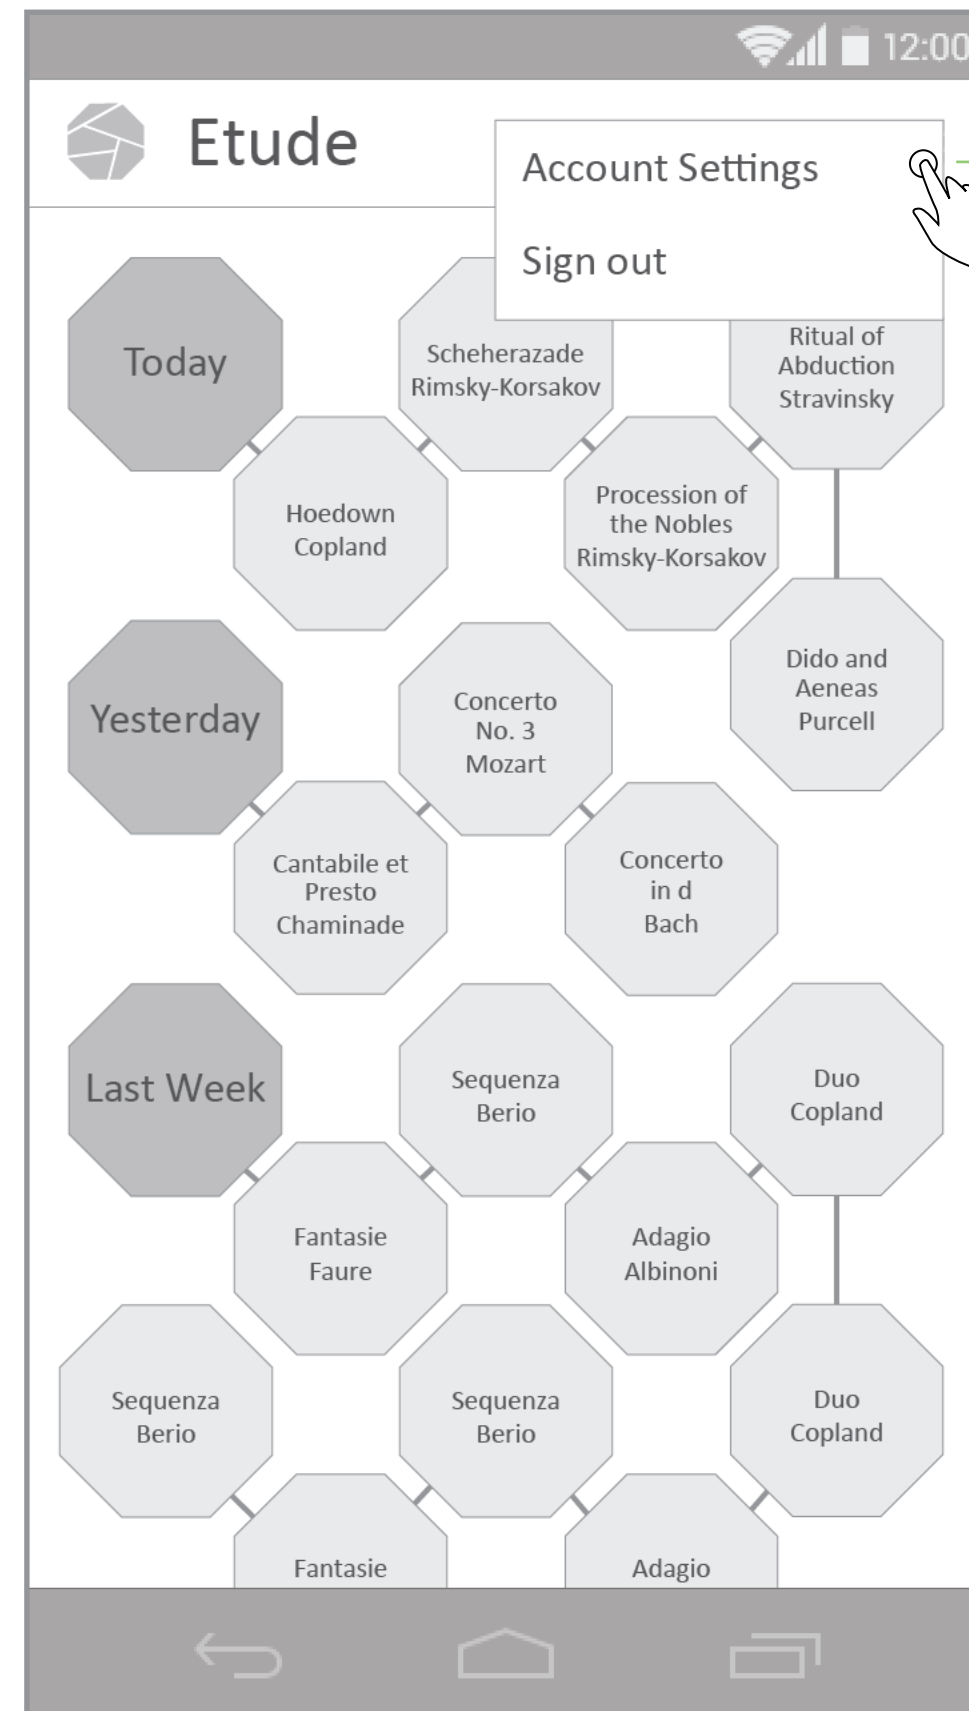 12:00
Etude
Account Settings
Sign out
Today
Scheherazade
Rimsky-Korsakov
Ritual of
Abduction
Stravinsky
Hoedown
Copland
Procession of
the Nobles
Rimsky-Korsakov
Dido and
Aeneas
Purcell
Yesterday
Concerto
No. 3
Mozart
Cantabile et
Presto
Chaminade
Concerto
in d
Bach
Last Week
Sequenza
Berio
Duo
Copland
Fantasie
Faure
Adagio
Albinoni
Sequenza
Berio
Sequenza
Berio
Duo
Copland
Fantasie
Adagio